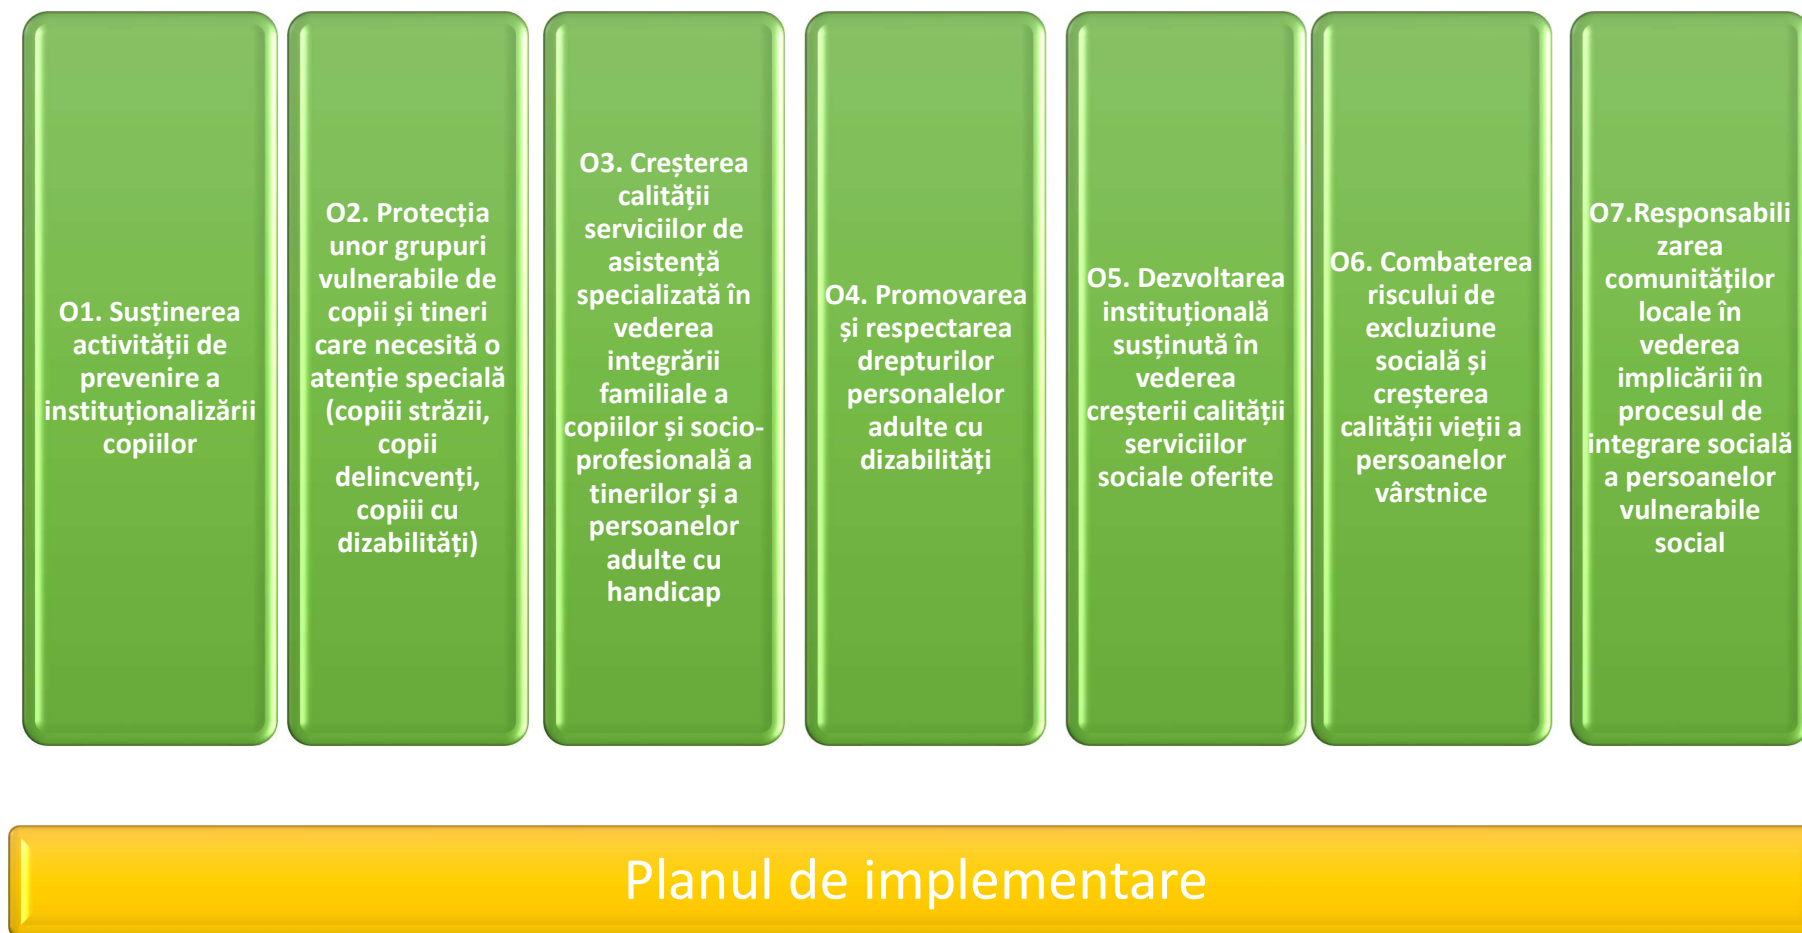 O1. Susținerea
activității de
prevenire a
instituționalizării
copiilor
O2. Protecția
unor grupuri
vulnerabile de
copii și tineri
care necesită o
atenție specială
(copiii străzii,
copii
delincvenți,
copiii cu
dizabilități)
O3. Creșterea
calității
serviciilor de
asistență
specializată în
vederea
integrării
familiale a
copiilor și socio-
profesională a
tinerilor și a
persoanelor
adulte cu
handicap
O4. Promovarea
și respectarea
drepturilor
personalelor
adulte cu
dizabilități
O5. Dezvoltarea
instituțională
susținută în
vederea
creșterii calității
serviciilor
sociale oferite
O6. Combaterea
riscului de
excluziune
socială și
creșterea
calității vieții a
persoanelor
vârstnice
O7.Responsabili
zarea
comunităților
locale în
vederea
implicării în
procesul de
integrare socială
a persoanelor
vulnerabile
social
Planul de implementare